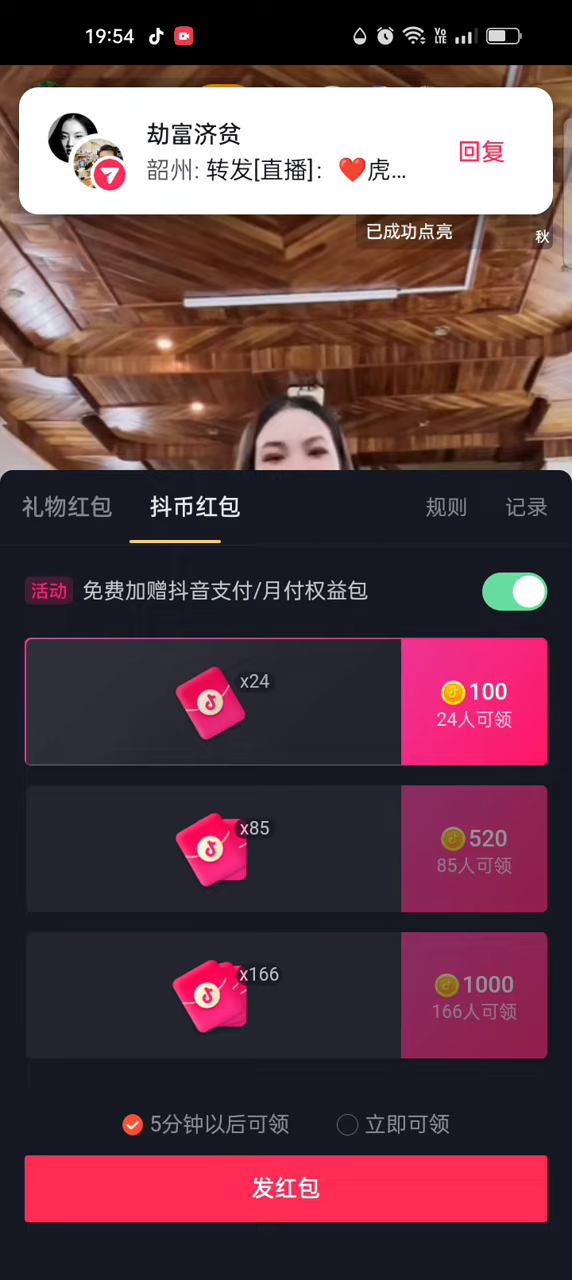 19:54
Vo
LTE
劫富济贫
韶州: 转发[直播]: ❤️虎...
回复
已成功点亮
秋
礼物红包
抖币红包
规则
记录
活动
免费加赠抖音支付/月付权益包
x24
100
24人可领
x85
520
85人可领
x166
1000
166人可领
5分钟以后可领
立即可领
发红包